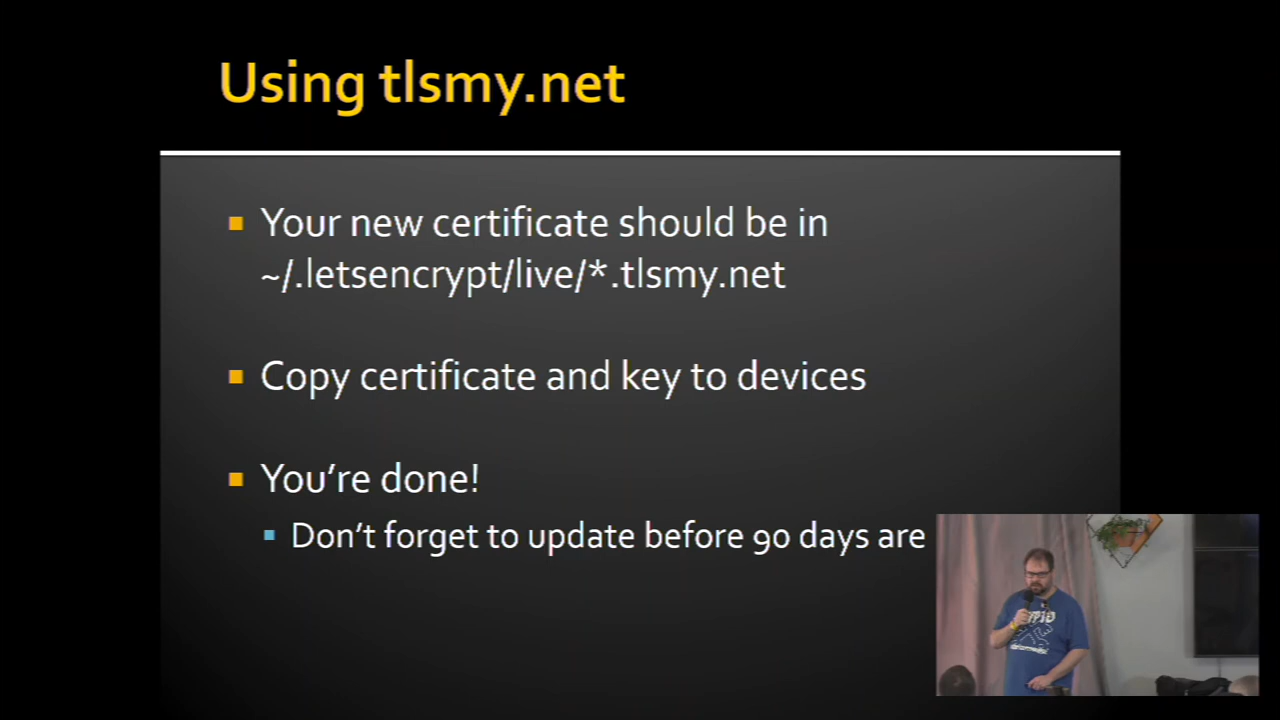 Using tlsmy.net
Your new certificate should be in
~/.letsencrypt/live/*.tlsmy.net
Copy certificate and key to devices
You're done!
Don't forget to update before 90 days are